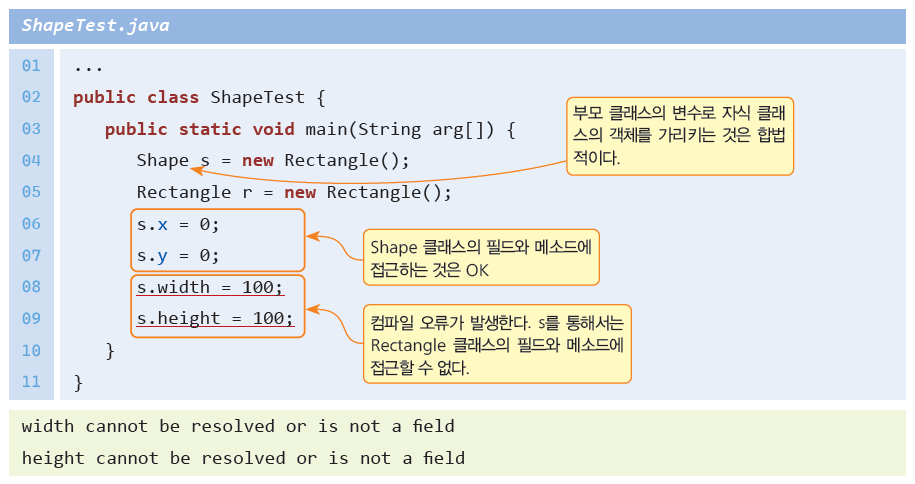 ShapeTest.java
01 ...
02 public class ShapeTest {
03 public static void main(String arg[]) {
04 Shape s = new Rectangle();
05 Rectangle r = new Rectangle();
06 s.x = 0;
07 s.y = 0;
08 s.width = 100;
09 s.height = 100;
10 }
11 }
부모 클래스의 변수로 자식 클래
스의 객체를 가리키는 것은 합법
적이다.
Shape 클래스의 필드와 메소드에
접근하는 것은 OK
컴파일 오류가 발생한다. s를 통해서는
Rectangle 클래스의 필드와 메소드에
접근할 수 없다.
width cannot be resolved or is not a field
height cannot be resolved or is not a field